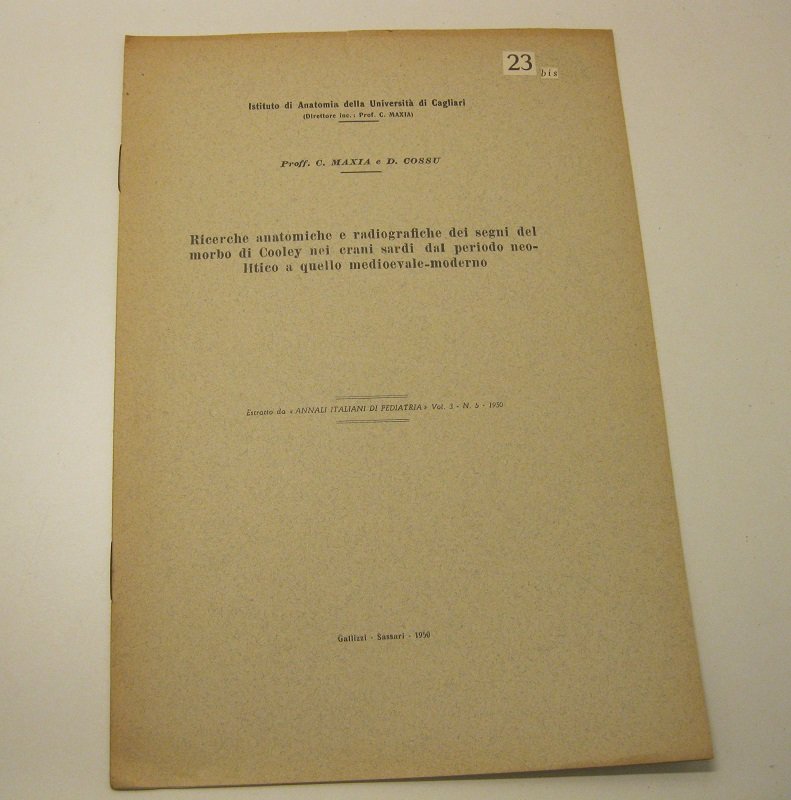 23
bis
Istituto di Anatomia della Università di Cagliari
(Direttore inc.: Prof. C. MAXIA)
Proff. C. MAXIA e D. COSSU
Ricerche anatomiche e radiografiche dei segni del
morbo di Cooley nei crani sardi dal periodo neo-
litico a quello medioevale-moderno
Estratto da « ANNALI ITALIANI DI PEDIATRIA » Vol. 3 - N. 5 - 1950
Gallizzi - Sassari - 1950